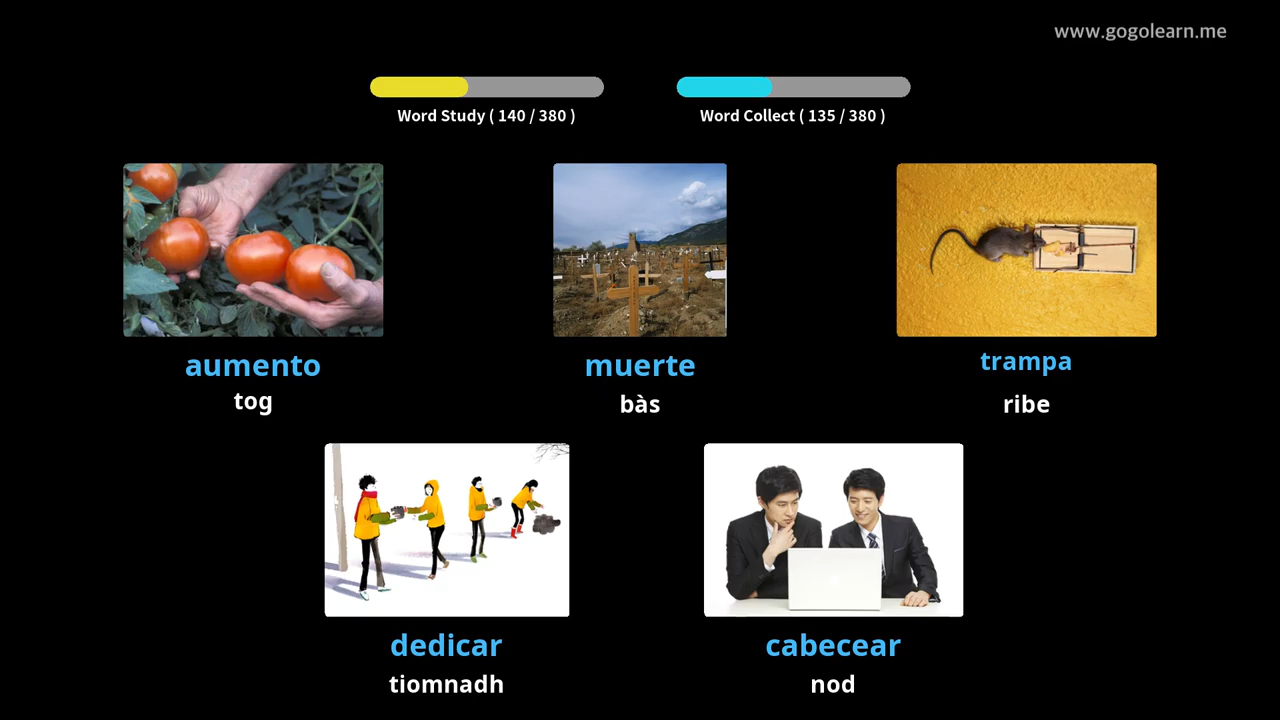 www.gogolearn.me
Word Study ( 140 / 380 )
Word Collect ( 135 / 380 )
aumento
tog
muerte
bàs
trampa
ribe
dedicar
tiomnadh
cabecear
nod